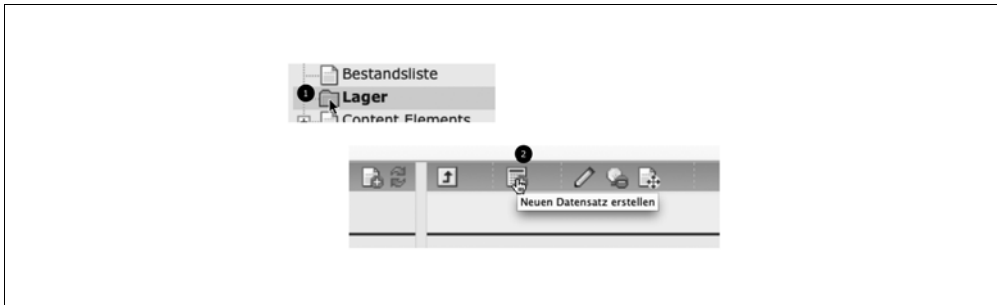 Bestandsliste
1
Lager
Content Elements
2
Neuen Datensatz erstellen